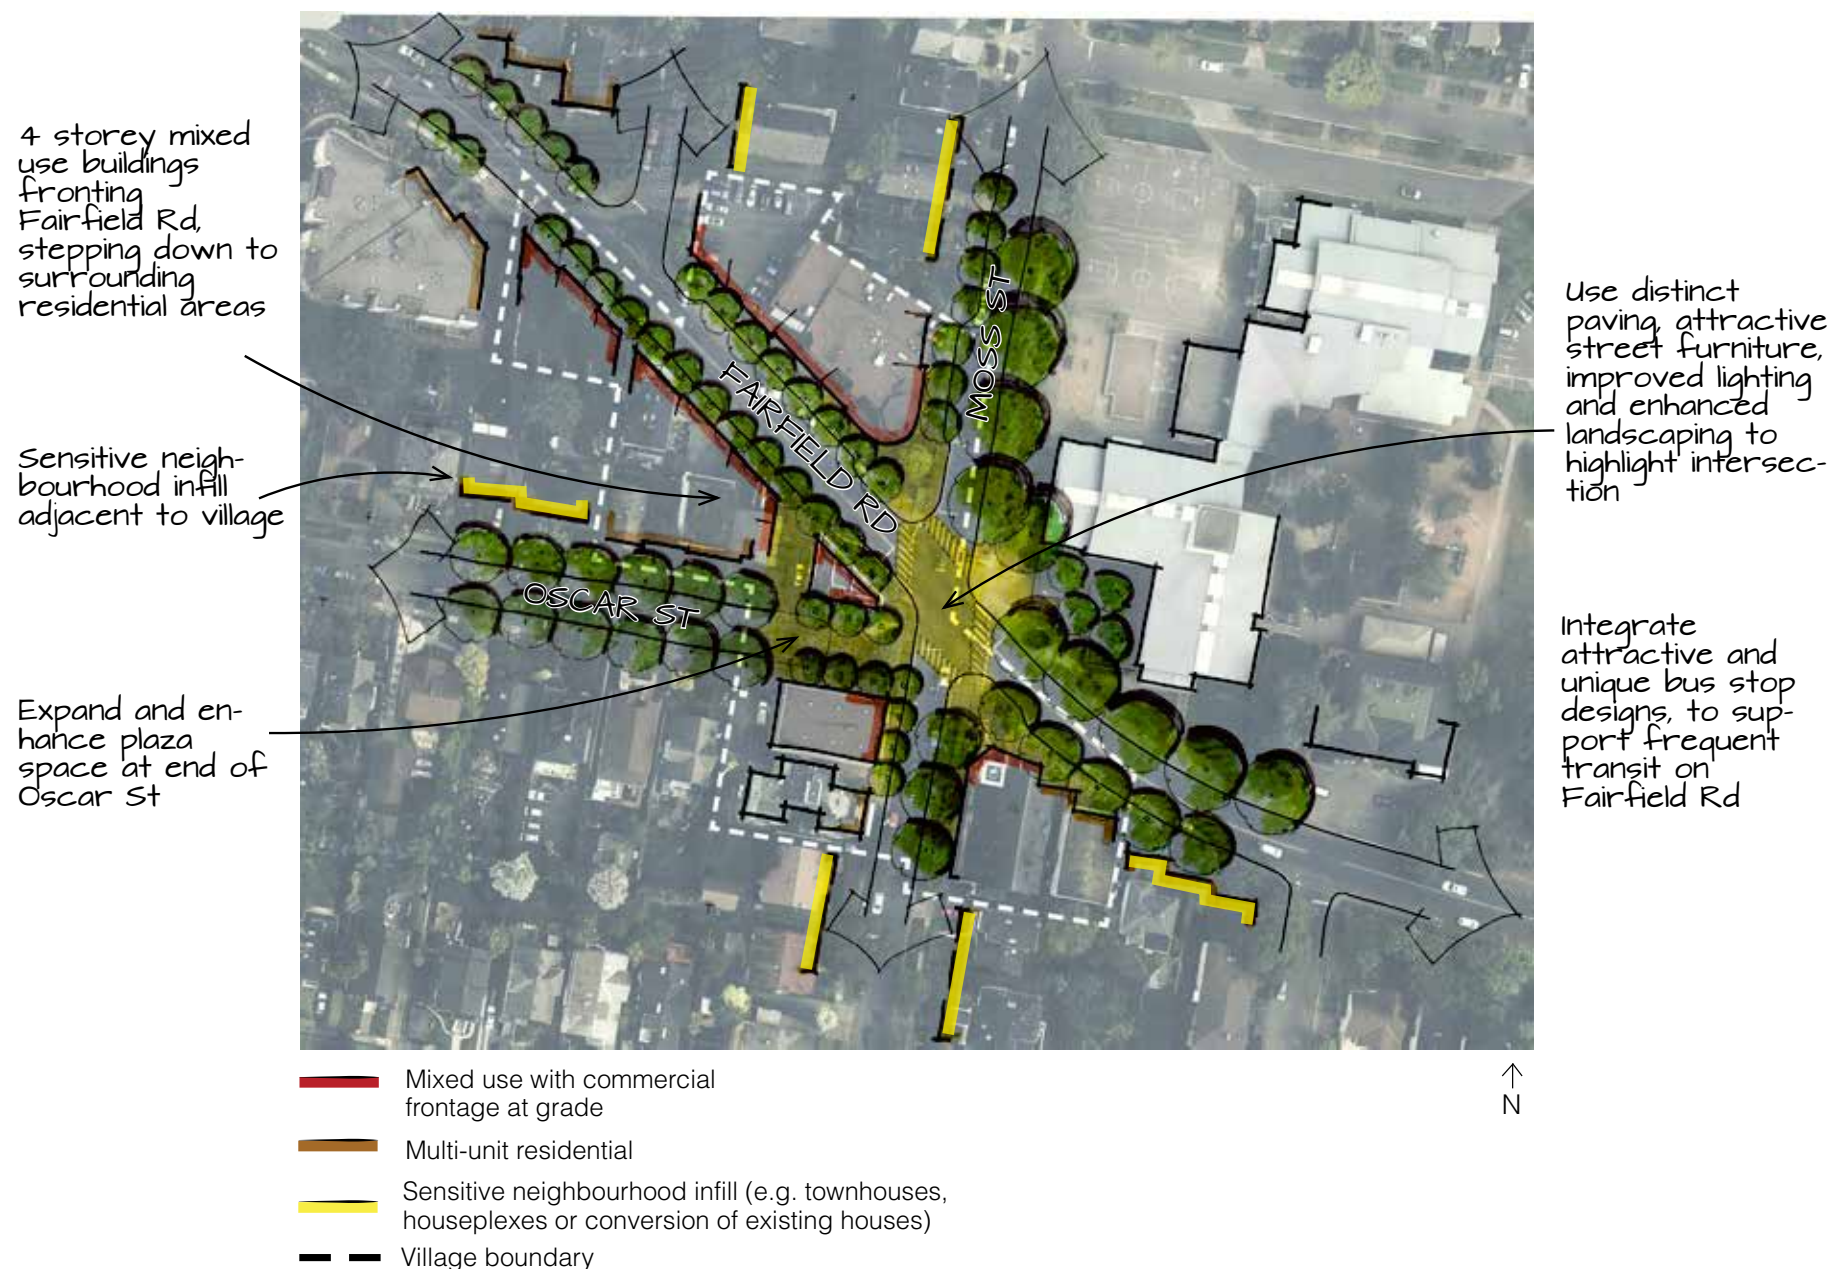 4 storey mixed
use buildings
fronting
Fairfield Rd,
stepping down to
surrounding
residential areas
Sensitive neigh-
bourhood infill
adjacent to village
Expand and en-
hance plaza
space at end of
Oscar St
FAIRFIELD RD
MOSS ST
OSCAR ST
Use distinct
paving, attractive
street furniture,
improved lighting
and enhanced
landscaping to
highlight intersec-
tion
Integrate
attractive and
unique bus stop
designs, to sup-
port frequent
transit on
Fairfield Rd
Mixed use with commercial
frontage at grade
Multi-unit residential
Sensitive neighbourhood infill (e.g. townhouses,
houseplexes or conversion of existing houses)
Village boundary
N